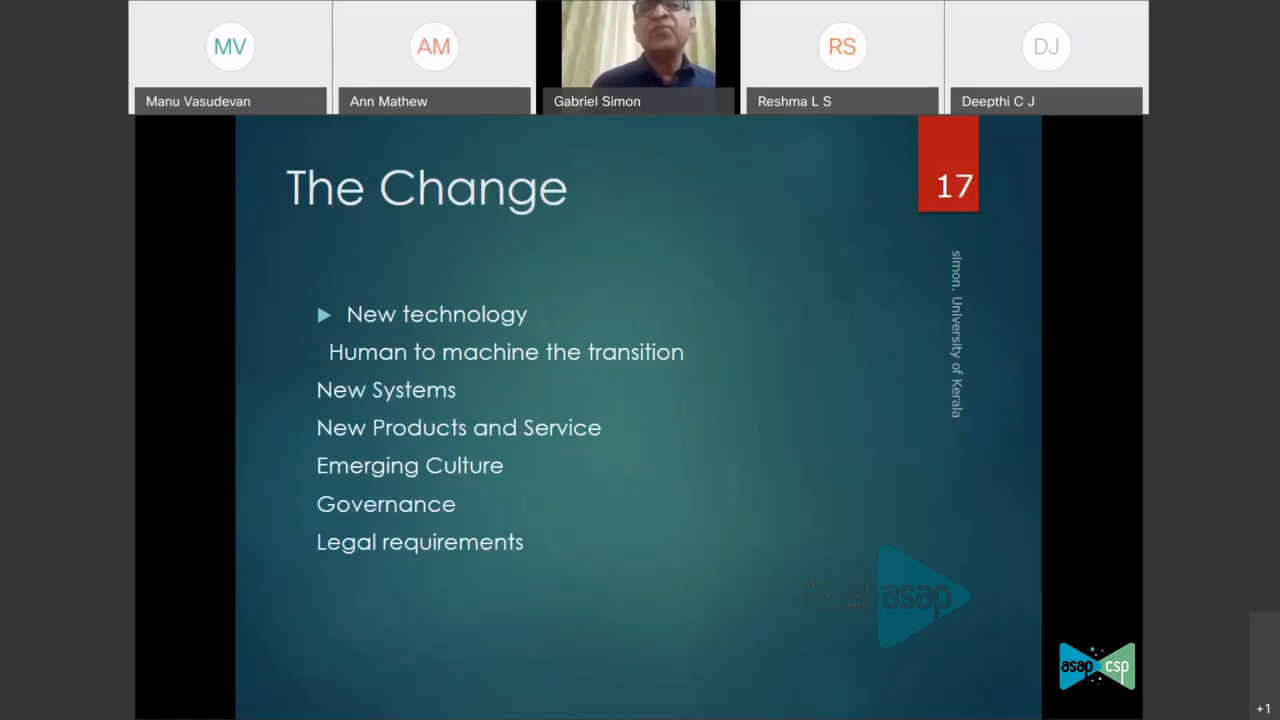 MV
AM
RS
DJ
Manu Vasudevan
Ann Mathew
Gabriel Simon
Reshma L S
Deepthi C J
The Change
17
simon. University of Kerala
New technology
Human to machine the transition
New Systems
New Products and Service
Emerging Culture
Governance
Legal requirements
asap
asap csp
+1